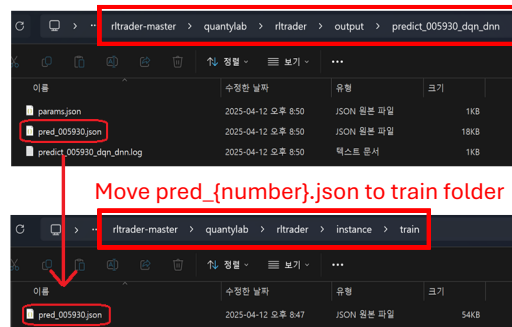 rltrader-master > quantylab > rltrader > output > predict_005930_dqn_dnn
정렬 보기 ...
이름 수정한 날짜 유형 크기
params.json 2025-04-12 오후 8:50 JSON 원본 파일 1KB
pred_005930.json 2025-04-12 오후 8:50 JSON 원본 파일 18KB
predict_005930_dqn_dnn.log 2025-04-12 오후 8:50 텍스트 문서 1KB
Move pred_{number}.json to train folder
rltrader-master > quantylab > rltrader > instance > train
정렬 보기 ...
이름 수정한 날짜 유형 크기
pred_005930.json 2025-04-12 오후 8:47 JSON 원본 파일 54KB